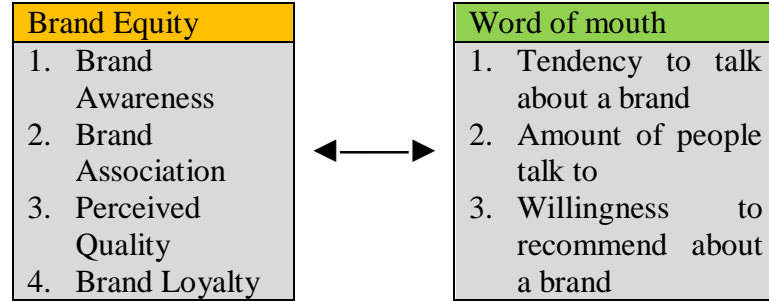 Brand Equity
1. Brand
Awareness
2. Brand
Association
3. Perceived
Quality
4. Brand Loyalty
Word of mouth
1. Tendency to talk
about a brand
2. Amount of people
talk to
3. Willingness to
recommend about
a brand